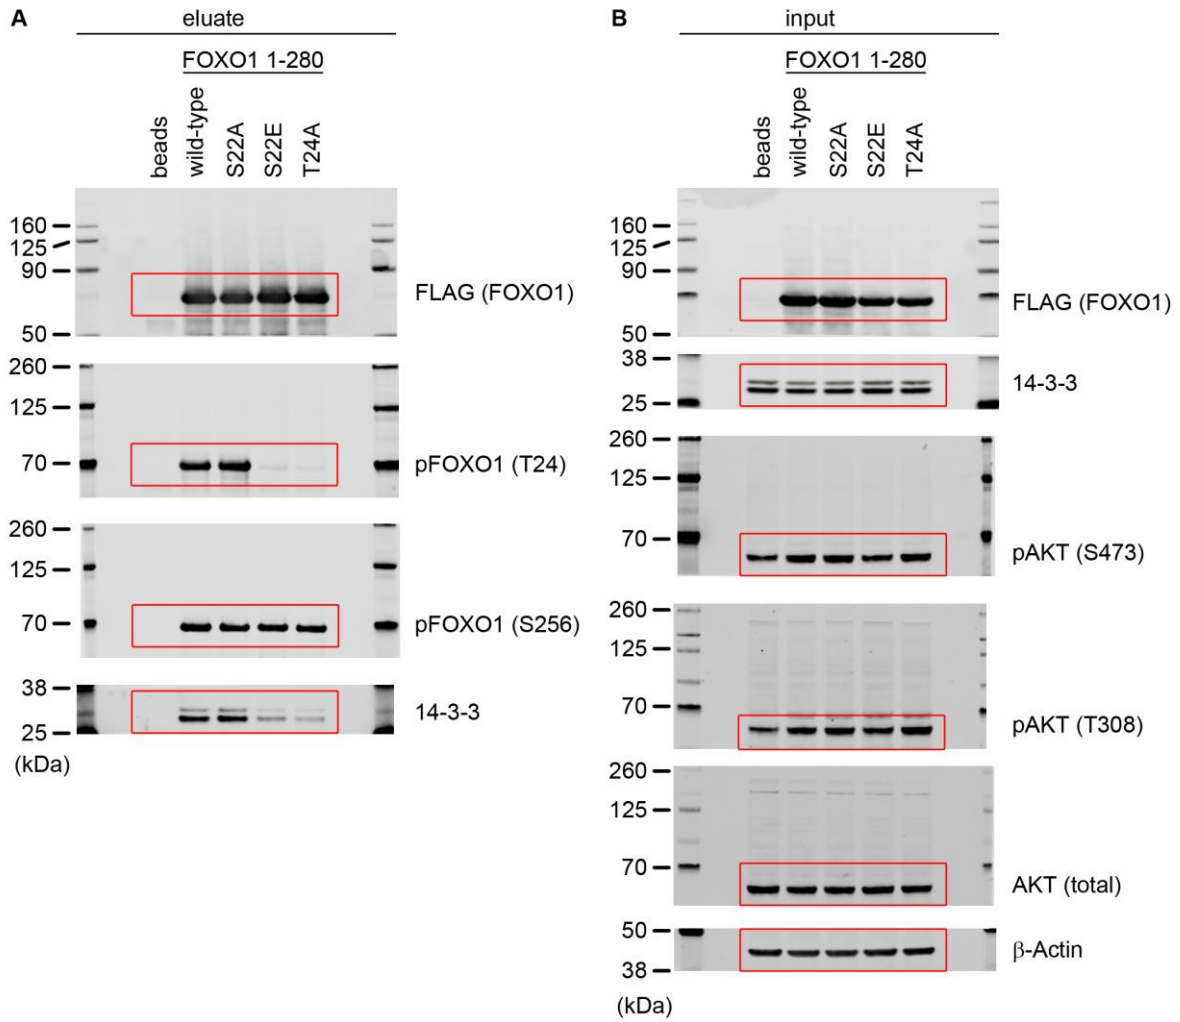 A
eluate
FOXO1 1-280
beads
wild-type
S22A
S22E
T24A
160
125
90
50
FLAG (FOXO1)
260
125
70
pFOXO1 (T24)
260
125
70
pFOXO1 (S256)
38
25
14-3-3
(kDa)
B
input
FOXO1 1-280
beads
wild-type
S22A
S22E
T24A
160
125
90
50
FLAG (FOXO1)
38
25
14-3-3
260
125
70
pAKT (S473)
260
125
70
pAKT (T308)
260
125
70
AKT (total)
50
38
β-Actin
(kDa)